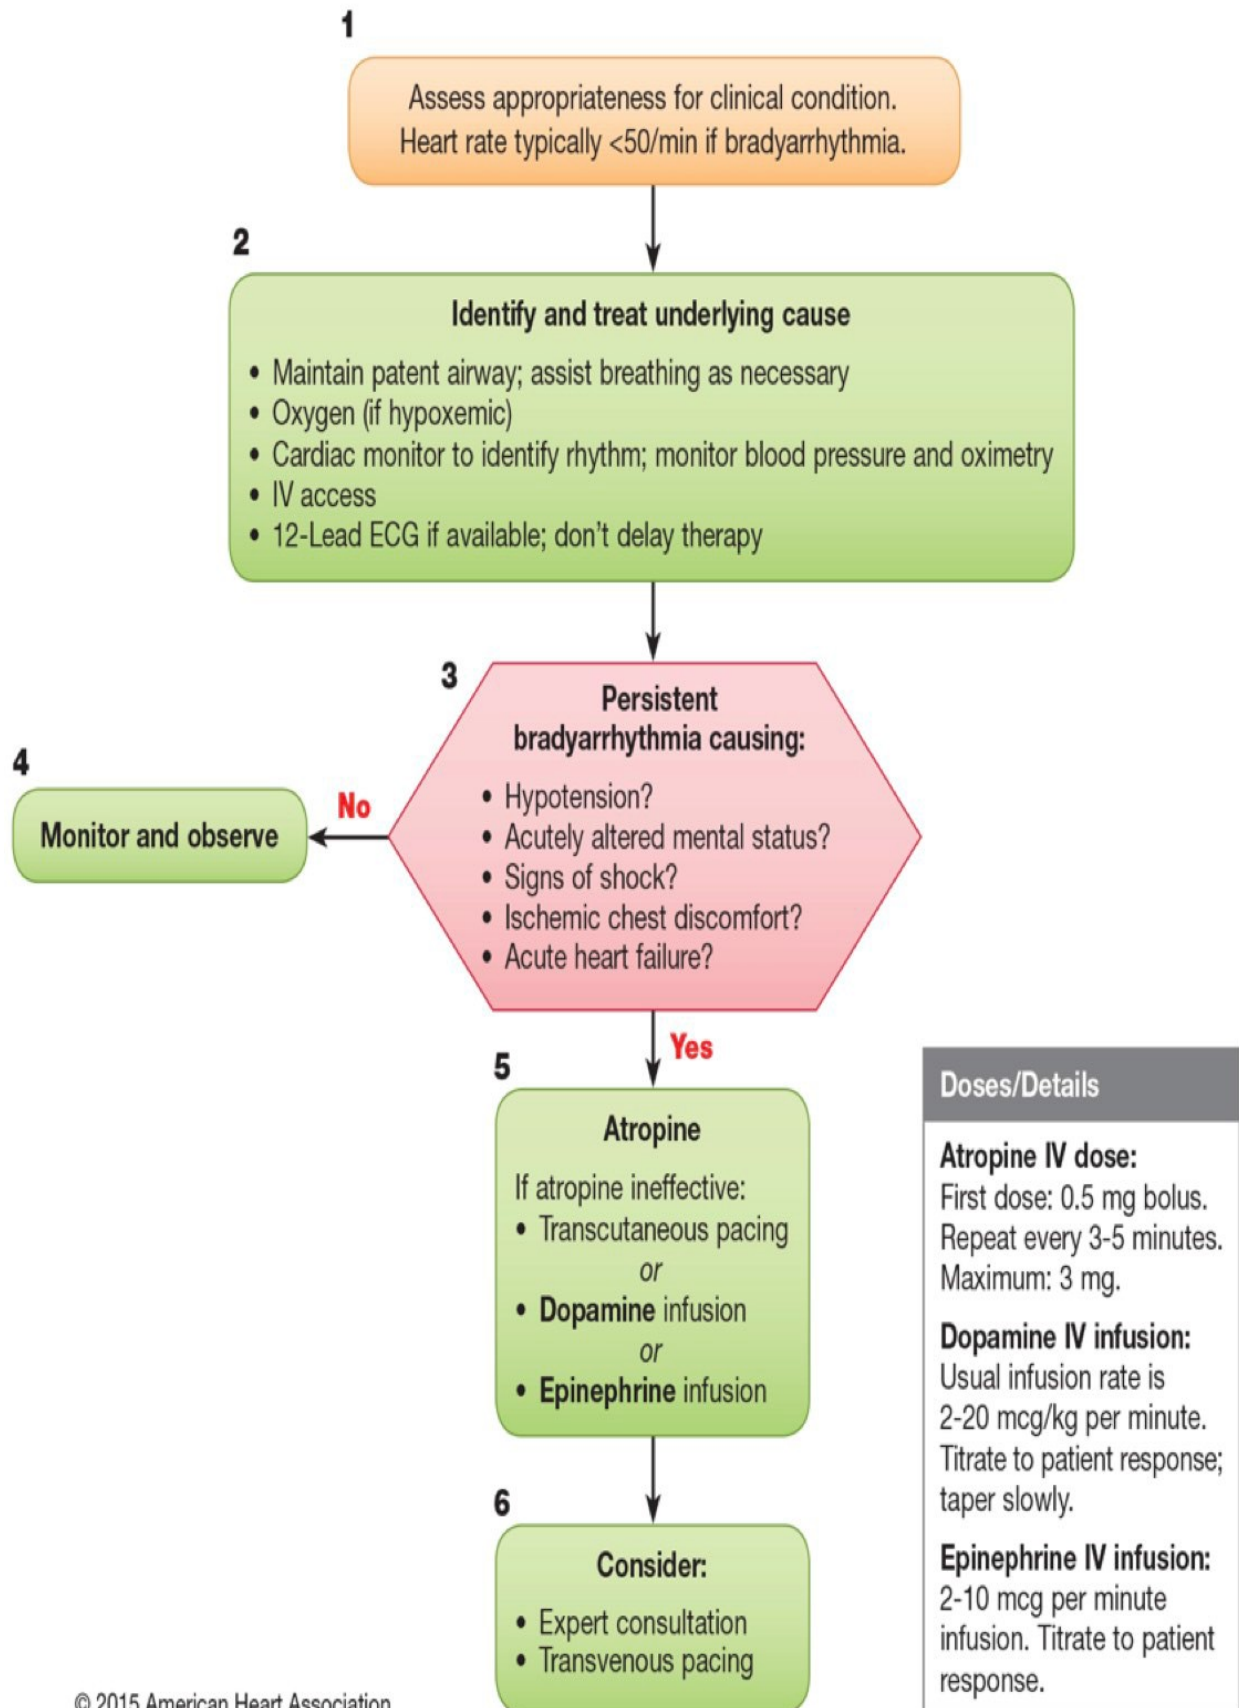 1
Assess appropriateness for clinical condition.
Heart rate typically <50/min if bradyarrhythmia.
2
Identify and treat underlying cause
• Maintain patent airway; assist breathing as necessary
• Oxygen (if hypoxemic)
• Cardiac monitor to identify rhythm; monitor blood pressure and oximetry
• IV access
• 12-Lead ECG if available; don't delay therapy
3
Persistent
bradyarrhythmia causing:
• Hypotension?
• Acutely altered mental status?
• Signs of shock?
• Ischemic chest discomfort?
• Acute heart failure?
4
No
Monitor and observe
Yes
5
Atropine
If atropine ineffective:
• Transcutaneous pacing
or
• Dopamine infusion
or
• Epinephrine infusion
6
Consider:
• Expert consultation
• Transvenous pacing
Doses/Details
Atropine IV dose:
First dose: 0.5 mg bolus.
Repeat every 3-5 minutes.
Maximum: 3 mg.
Dopamine IV infusion:
Usual infusion rate is
2-20 mcg/kg per minute.
Titrate to patient response;
taper slowly.
Epinephrine IV infusion:
2-10 mcg per minute
infusion. Titrate to patient
response.
© 2015 American Heart Association